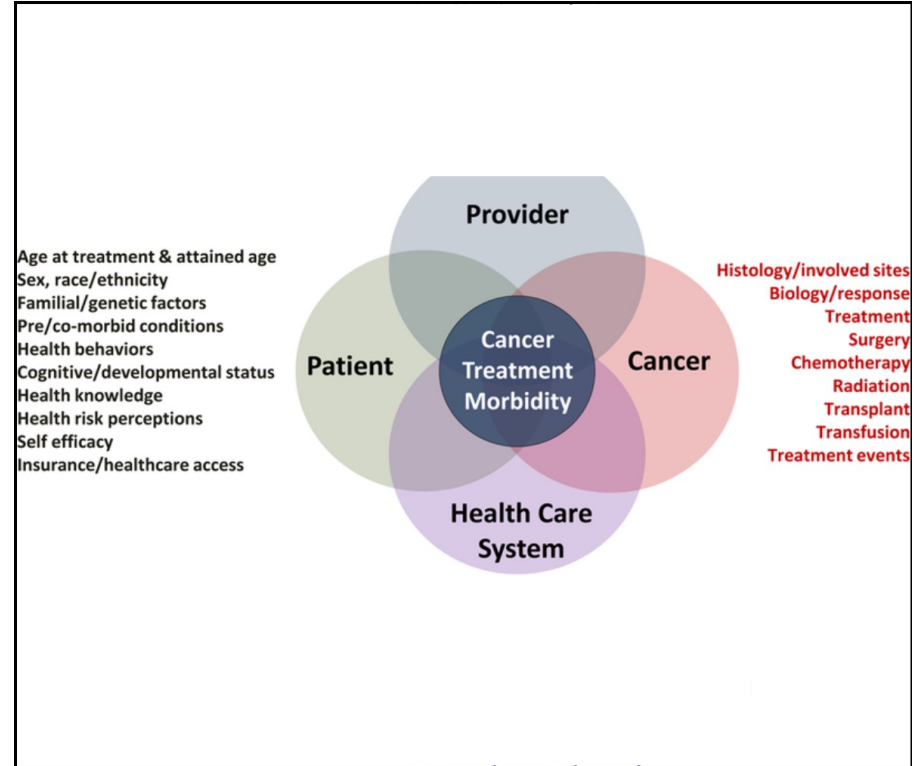 Provider
Age at treatment & attained age
Sex, race/ethnicity
Familial/genetic factors
Pre/co-morbid conditions
Health behaviors
Cognitive/developmental status
Health knowledge
Health risk perceptions
Self efficacy
Insurance/healthcare access
Patient
Cancer
Treatment
Morbidity
Cancer
Histology/involved sites
Biology/response
Treatment
Surgery
Chemotherapy
Radiation
Transplant
Transfusion
Treatment events
Health Care
System